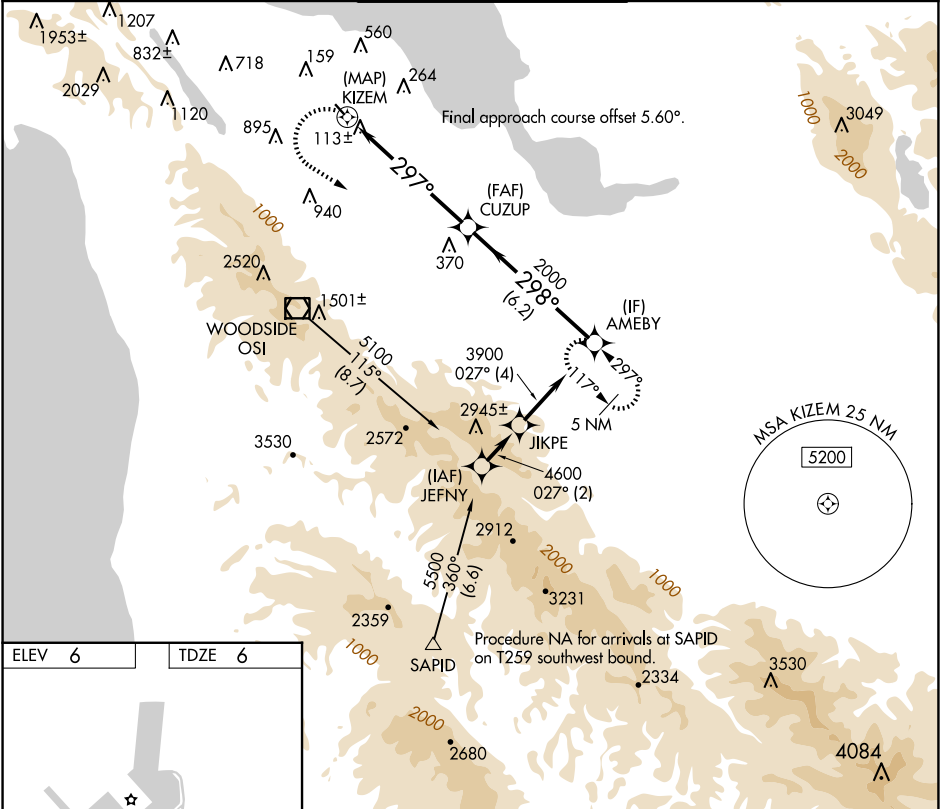 1207
1953±
832±
560
718
159
(MAP)
KIZEM
264
2029
1120
895
113±
Final approach course offset 5.60°.
1000
3049
2000
297°
(FAF)
CUZUP
940
1000
370
2520
2000
298°
(6.2)
1501±
(IF)
AMEBY
WOODSIDE
OSI
5100
115°
(8.7)
3900
027° (4)
297°
117°
5 NM
2945±
2572
JIKPE
MSA KIZEM 25 NM
5200
3530
(IAF)
JEFNY
4600
027° (2)
2912
2000
1000
5500
360°
(6.6)
3231
2359
1000
SAPID
Procedure NA for arrivals at SAPID
on T259 southwest bound.
2334
3530
ELEV 6
TDZE 6
2000
2680
4084